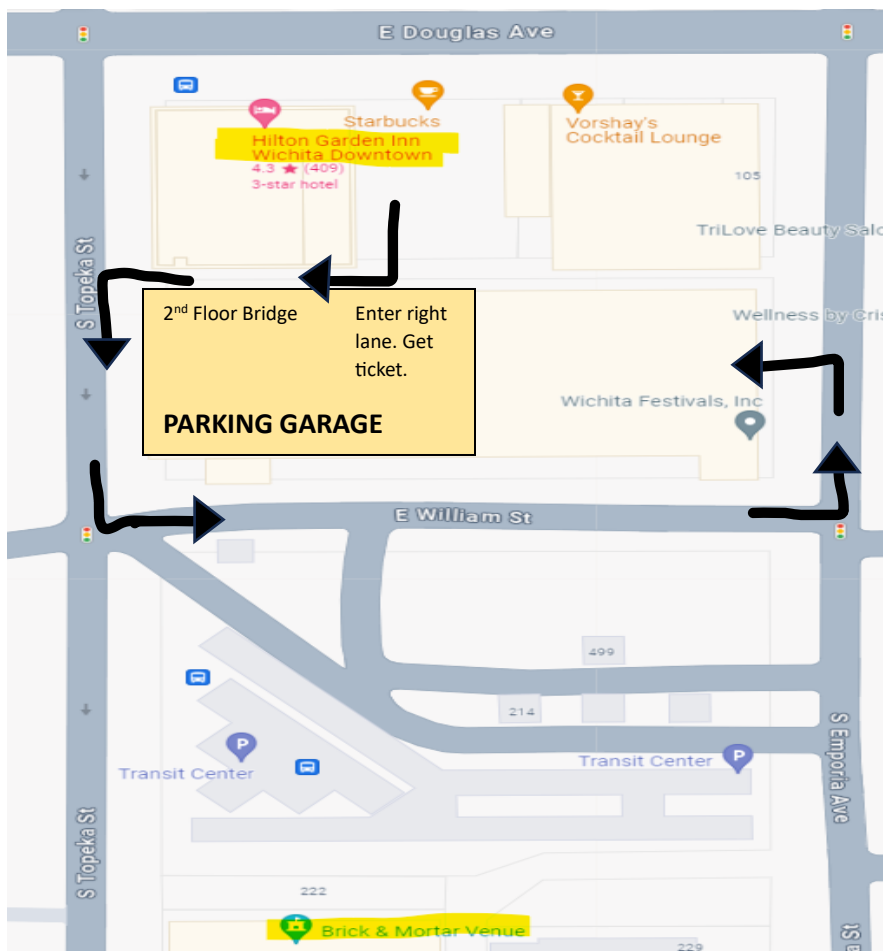 E Douglas Ave
Starbucks
Hilton Garden Inn
Wichita Downtown
4.3 ★ (409)
3-star hotel
Vorshay's
Cocktail Lounge
105
TriLove Beauty Salo
S Topeka St
2nd Floor Bridge
Enter right
lane. Get
ticket.
PARKING GARAGE
Wellness by Cris
Wichita Festivals, Inc
E William St
499
214
P
Transit Center
P
Transit Center
S Emporia Ave
S Topeka St
222
Brick & Mortar Venue
229
St